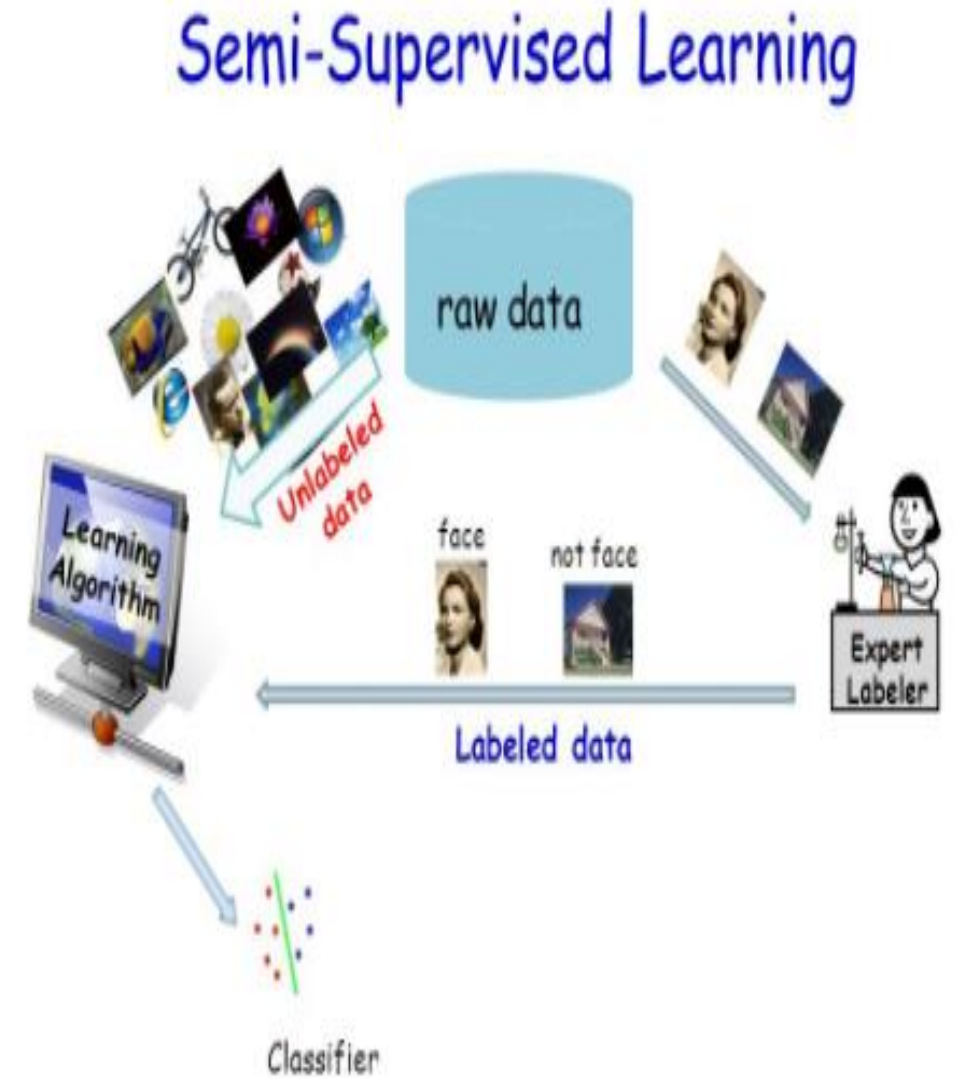 Semi-Supervised Learning
raw data
Unlabeled
data
Learning
Algorithm
face
not face
Expert
Labeler
Labeled data
Classifier